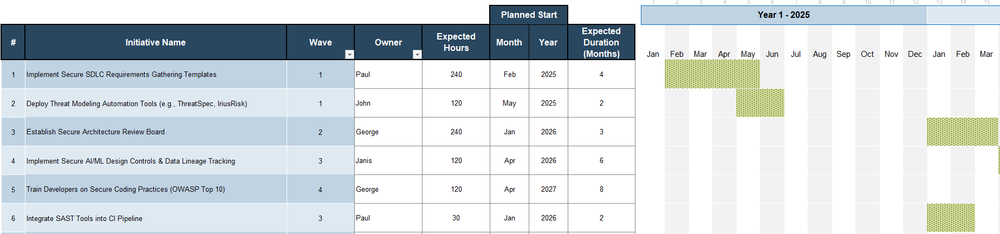 1 2 3 4 5 6 7 8 9 10 11 12 13 14 15
Planned Start Year 1 - 2025
# Initiative Name Wave Owner Expected Hours Month Year Expected Duration (Months)
Jan Feb Mar Apr May Jun Jul Aug Sep Oct Nov Dec Jan Feb Mar
1 Implement Secure SDLC Requirements Gathering Templates 1 Paul 240 Feb 2025 4
2 Deploy Threat Modeling Automation Tools (e.g., ThreatSpec, IriusRisk) 1 John 120 May 2025 2
3 Establish Secure Architecture Review Board 2 George 240 Jan 2026 3
4 Implement Secure AI/ML Design Controls & Data Lineage Tracking 3 Janis 120 Apr 2026 6
5 Train Developers on Secure Coding Practices (OWASP Top 10) 4 George 120 Apr 2027 8
6 Integrate SAST Tools into CI Pipeline 3 Paul 30 Jan 2026 2